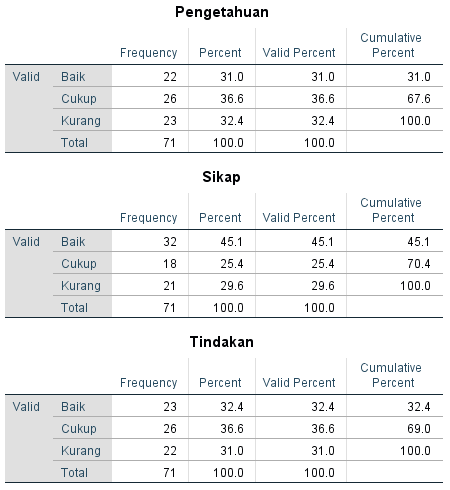 Pengetahuan
Frequency Percent Valid Percent Cumulative Percent
Valid Baik 22 31.0 31.0 31.0
Cukup 26 36.6 36.6 67.6
Kurang 23 32.4 32.4 100.0
Total 71 100.0 100.0
Sikap
Frequency Percent Valid Percent Cumulative Percent
Valid Baik 32 45.1 45.1 45.1
Cukup 18 25.4 25.4 70.4
Kurang 21 29.6 29.6 100.0
Total 71 100.0 100.0
Tindakan
Frequency Percent Valid Percent Cumulative Percent
Valid Baik 23 32.4 32.4 32.4
Cukup 26 36.6 36.6 69.0
Kurang 22 31.0 31.0 100.0
Total 71 100.0 100.0